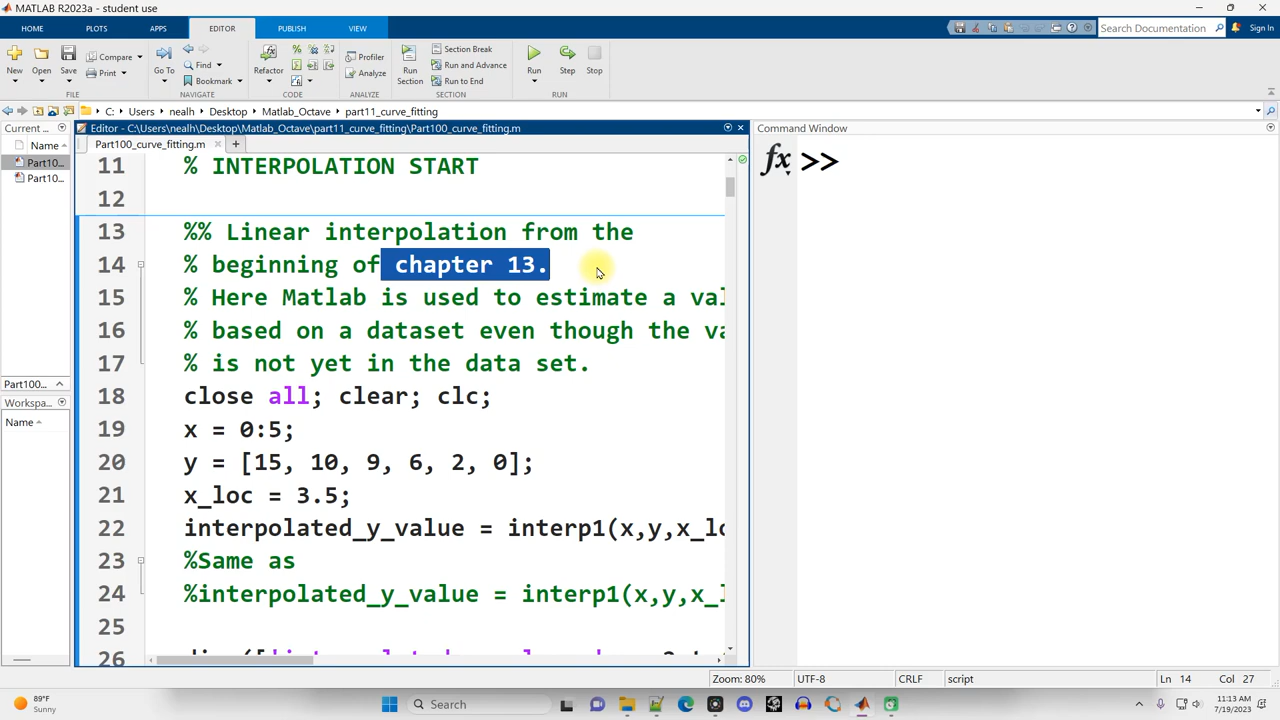 MATLAB R2023a - student use
HOME PLOTS APPS EDITOR PUBLISH VIEW
Search Documentation
Sign In
New Open Save Compare Print
Go To Find Bookmark
Refactor
Profiler Analyze
Run Section
Section Break
Run and Advance
Run to End
Run Step Stop
FILE NAVIGATE CODE ANALYZE SECTION RUN
C: Users nealh Desktop Matlab_Octave part11_curve_fitting
Current ...
Name
Part10...
Part10...
Part100...
Workspa...
Name
Editor - C:\Users\nealh\Desktop\Matlab_Octave\part11_curve_fitting\Part100_curve_fitting.m
Part100_curve_fitting.m
11 % INTERPOLATION START
12
13 %% Linear interpolation from the
14 % beginning of chapter 13.
15 % Here Matlab is used to estimate a val
16 % based on a dataset even though the va
17 % is not yet in the data set.
18 close all; clear; clc;
19 x = 0:5;
20 y = [15, 10, 9, 6, 2, 0];
21 x_loc = 3.5;
22 interpolated_y_value = interp1(x,y,x_lo
23 %Same as
24 %interpolated_y_value = interp1(x,y,x_l
25
26
Command Window
fx >>
Zoom: 80% UTF-8 CRLF script Ln 14 Col 27
89°F
Sunny
Search
11:13 AM
7/19/2023